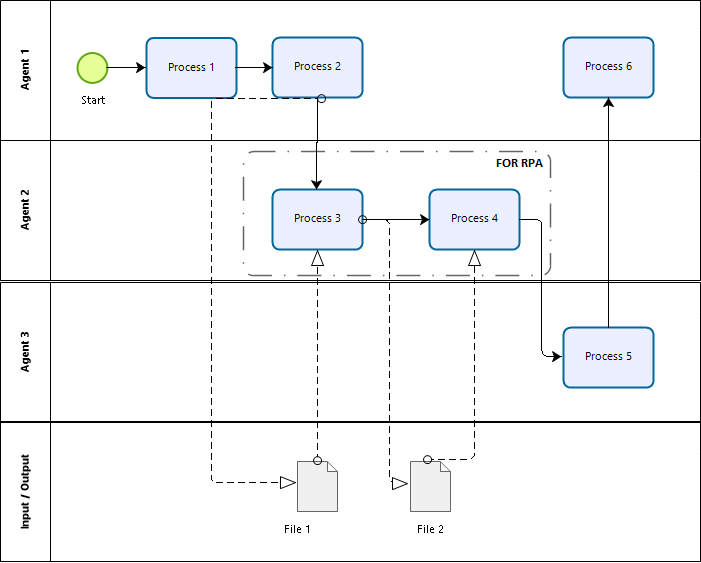 Agent 1
Start
Process 1
Process 2
Process 6
Agent 2
FOR RPA
Process 3
Process 4
Agent 3
Process 5
Input / Output
File 1
File 2